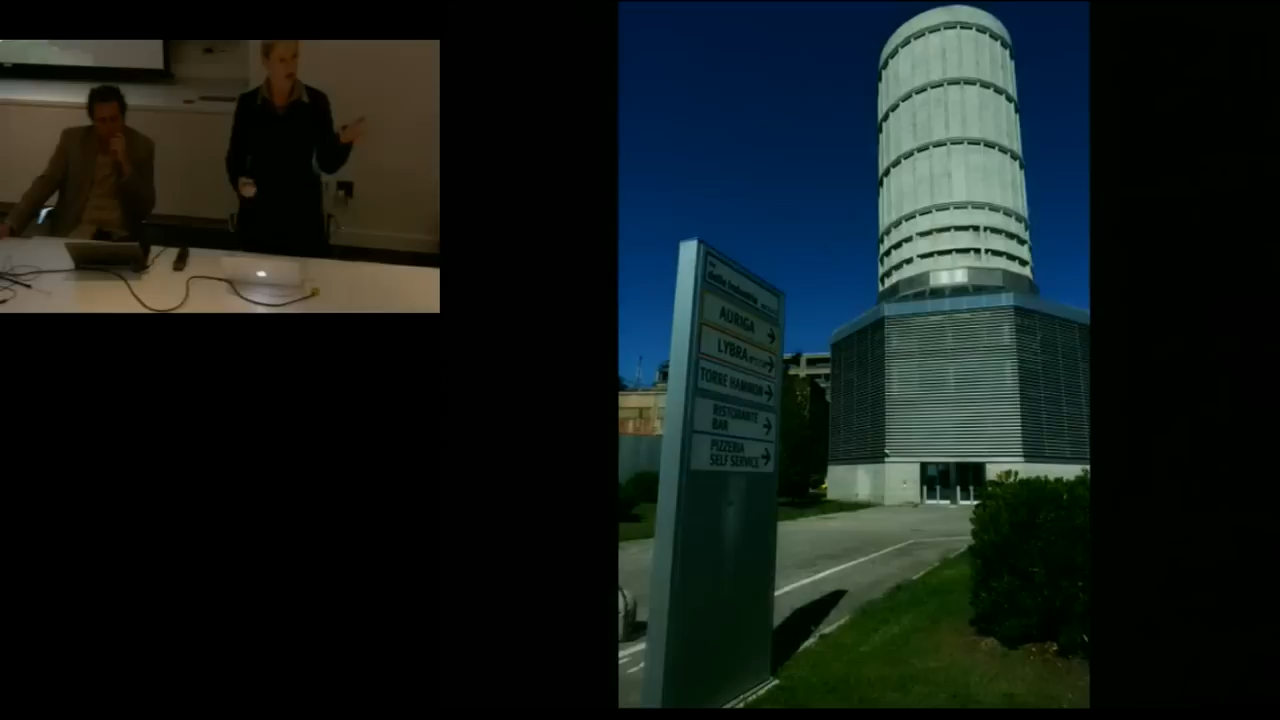 AURIGA
LYBRA
TORRE HAMMON
RISTORANTE
BAR
PIZZERIA
SELF SERVICE